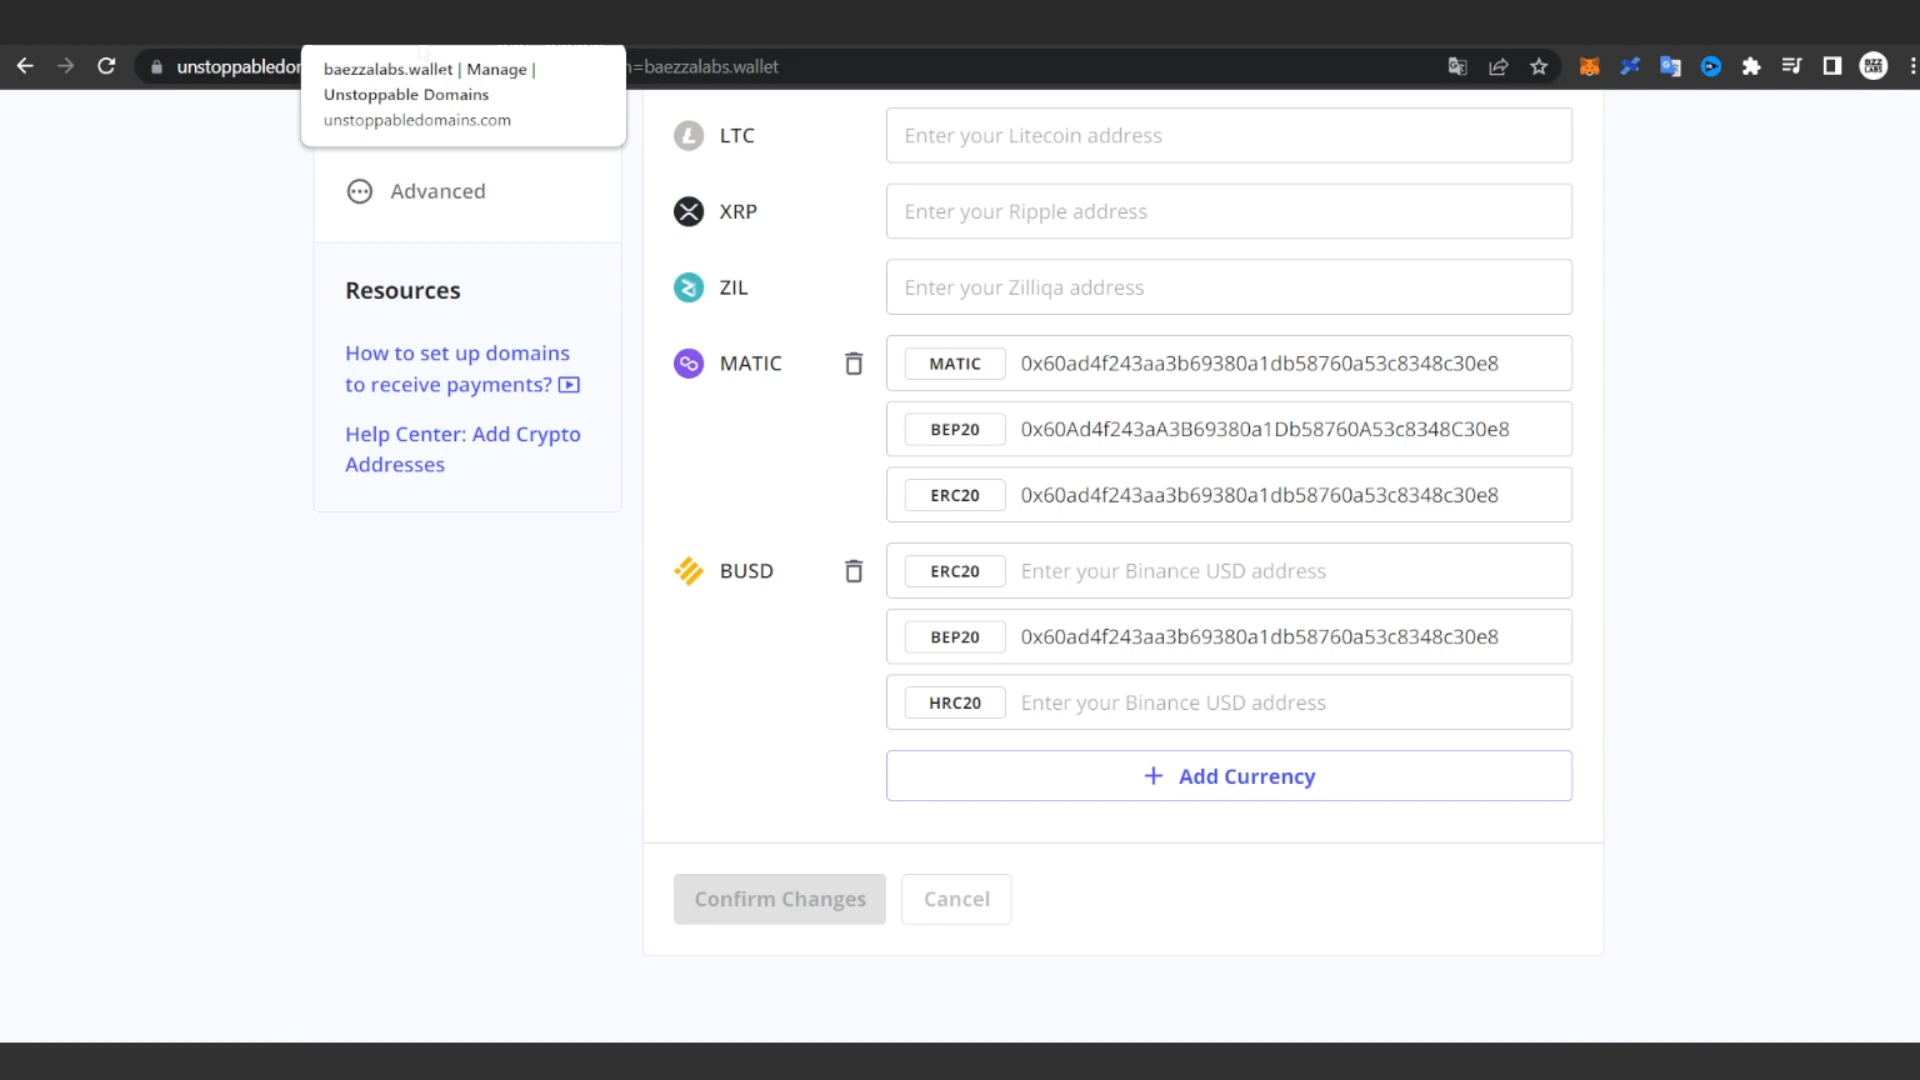 unstoppabledor
n=baezzalabs.wallet
BZZ
LABS
baezzalabs.wallet | Manage |
Unstoppable Domains
unstoppabledomains.com
Advanced
Resources
How to set up domains
to receive payments?
Help Center: Add Crypto
Addresses
LTC
Enter your Litecoin address
XRP
Enter your Ripple address
ZIL
Enter your Zilliqa address
MATIC
MATIC 0x60ad4f243aa3b69380a1db58760a53c8348c30e8
BEP20 0x60Ad4f243aA3B69380a1Db58760A53c8348C30e8
ERC20 0x60ad4f243aa3b69380a1db58760a53c8348c30e8
BUSD
ERC20 Enter your Binance USD address
BEP20 0x60ad4f243aa3b69380a1db58760a53c8348c30e8
HRC20 Enter your Binance USD address
+ Add Currency
Confirm Changes
Cancel